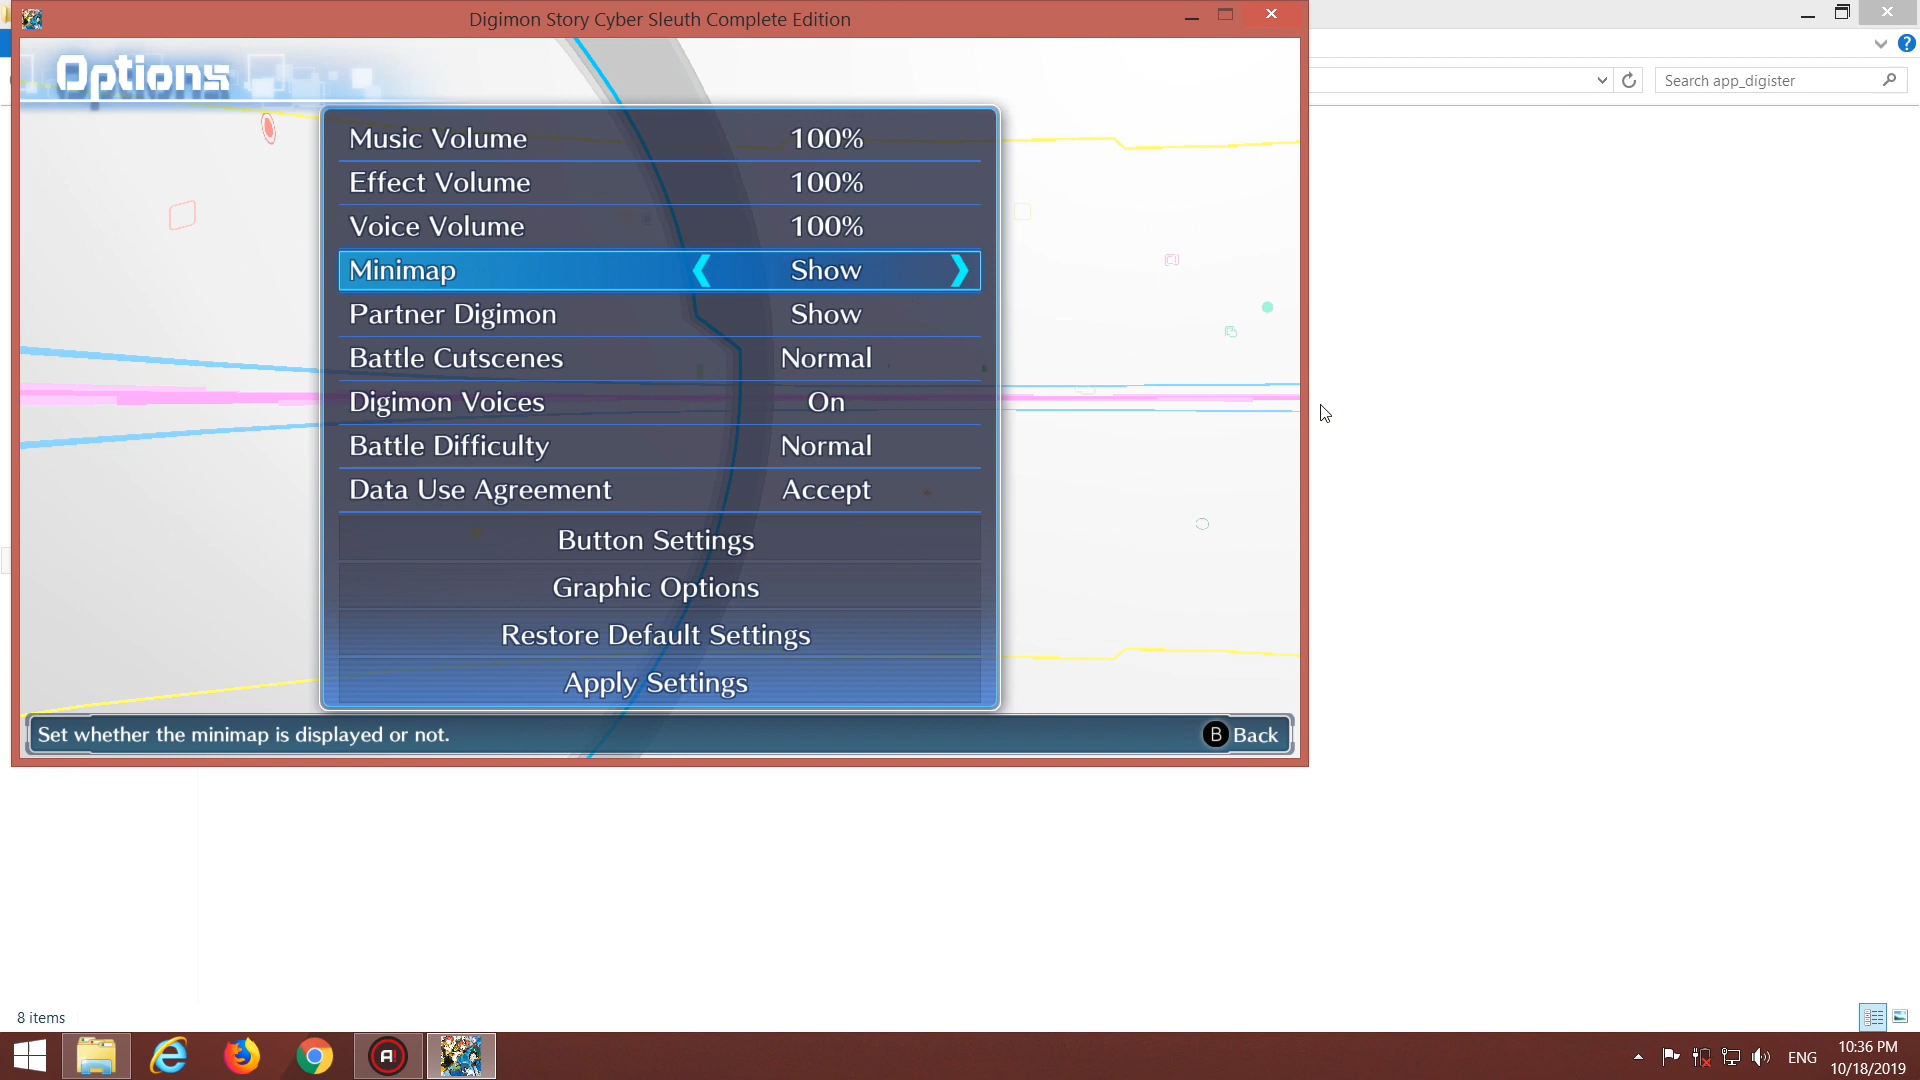 Digimon Story Cyber Sleuth Complete Edition
Search app_digister
Options
Music Volume 100%
Effect Volume 100%
Voice Volume 100%
Minimap Show
Partner Digimon Show
Battle Cutscenes Normal
Digimon Voices On
Battle Difficulty Normal
Data Use Agreement Accept
Button Settings
Graphic Options
Restore Default Settings
Apply Settings
Set whether the minimap is displayed or not. B Back
8 items
ENG
10:36 PM
10/18/2019